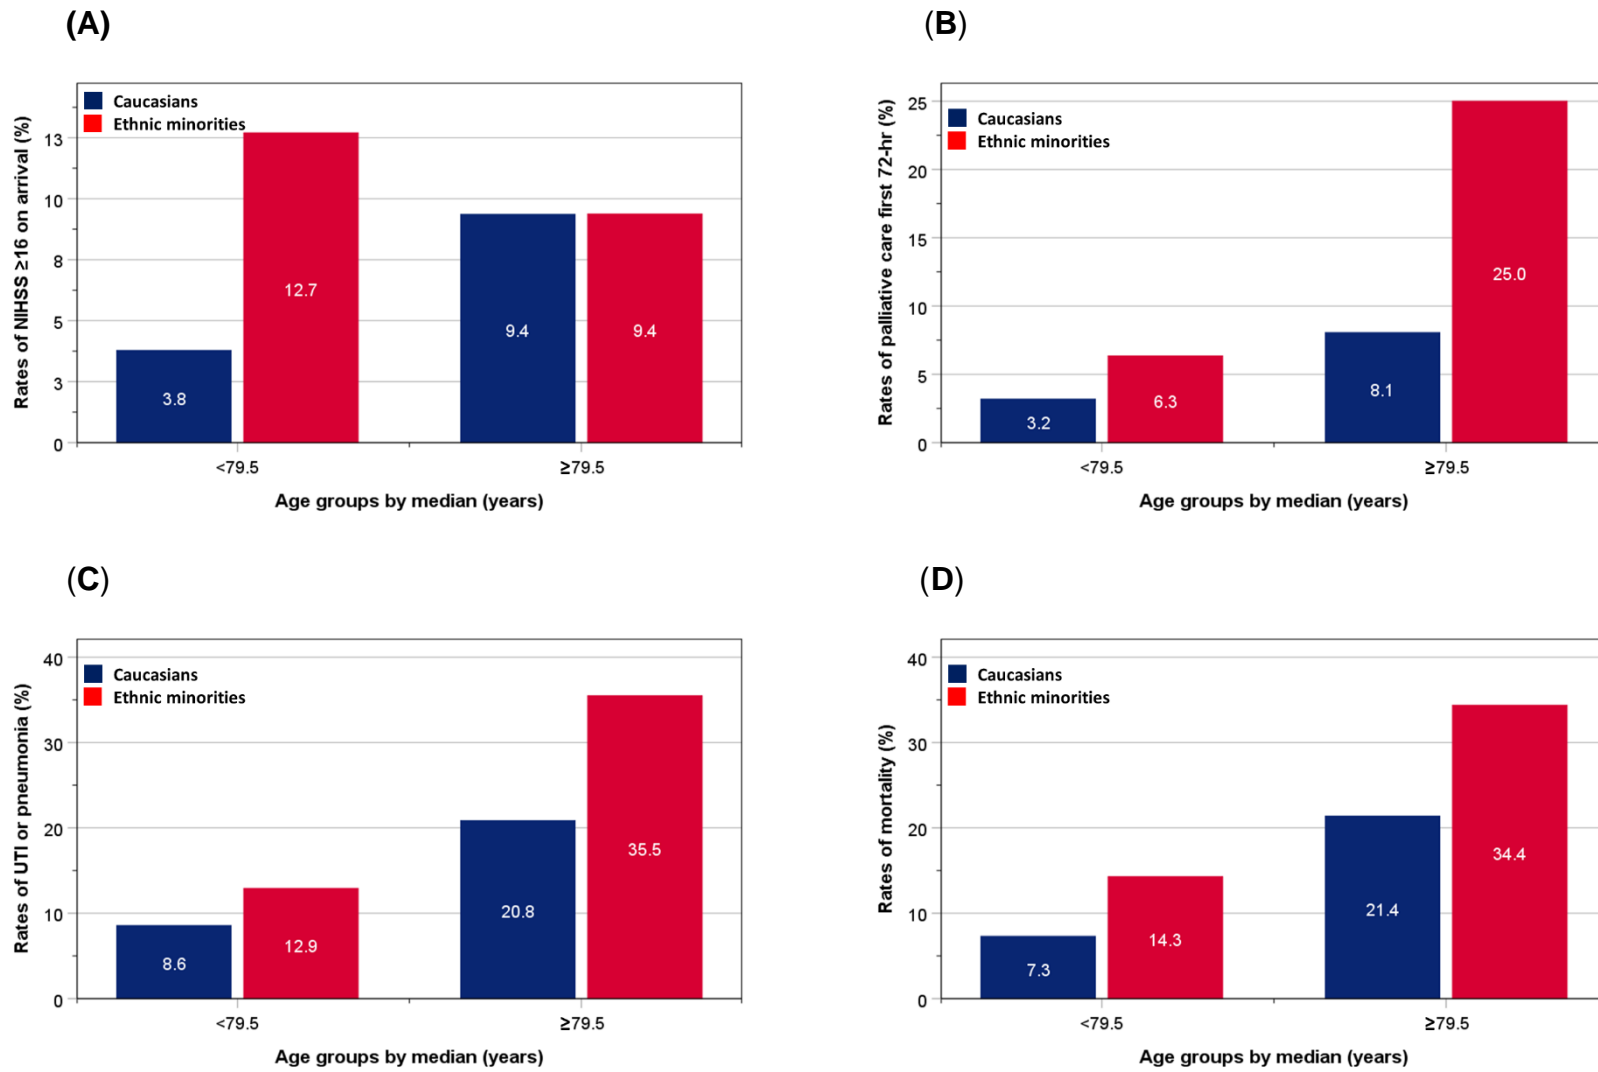 (A)
Rates of NIHSS ≥16 on arrival (%)
13
10
8
5
3
0
Caucasians
Ethnic minorities
3.8
12.7
9.4
9.4
<79.5
≥79.5
Age groups by median (years)
(B)
Rates of palliative care first 72-hr (%)
25
20
15
10
5
0
Caucasians
Ethnic minorities
3.2
6.3
8.1
25.0
<79.5
≥79.5
Age groups by median (years)
(C)
Rates of UTI or pneumonia (%)
40
30
20
10
0
Caucasians
Ethnic minorities
8.6
12.9
20.8
35.5
<79.5
≥79.5
Age groups by median (years)
(D)
Rates of mortality (%)
40
30
20
10
0
Caucasians
Ethnic minorities
7.3
14.3
21.4
34.4
<79.5
≥79.5
Age groups by median (years)